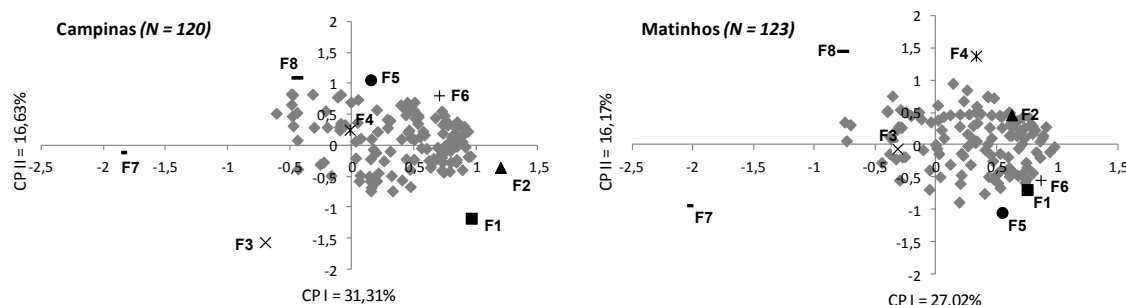 Campinas (N = 120)
CP II = 16,63%
2
1,5
1
0,5
0
-0,5
-1
-1,5
-2
-2,5
-2
-1,5
-1
-0,5
0
0,5
1
1,5
F8
F5
F6
F4
F7
F2
F1
F3
CP I = 31,31%
Matinhos (N = 123)
CP II = 16,17%
2
1,5
1
0,5
0
-0,5
-1
-1,5
-2
-2,5
-2
-1,5
-1
-0,5
0
0,5
1
1,5
F8
F4
F2
F3
F6
F1
F7
F5
CP I = 27,02%